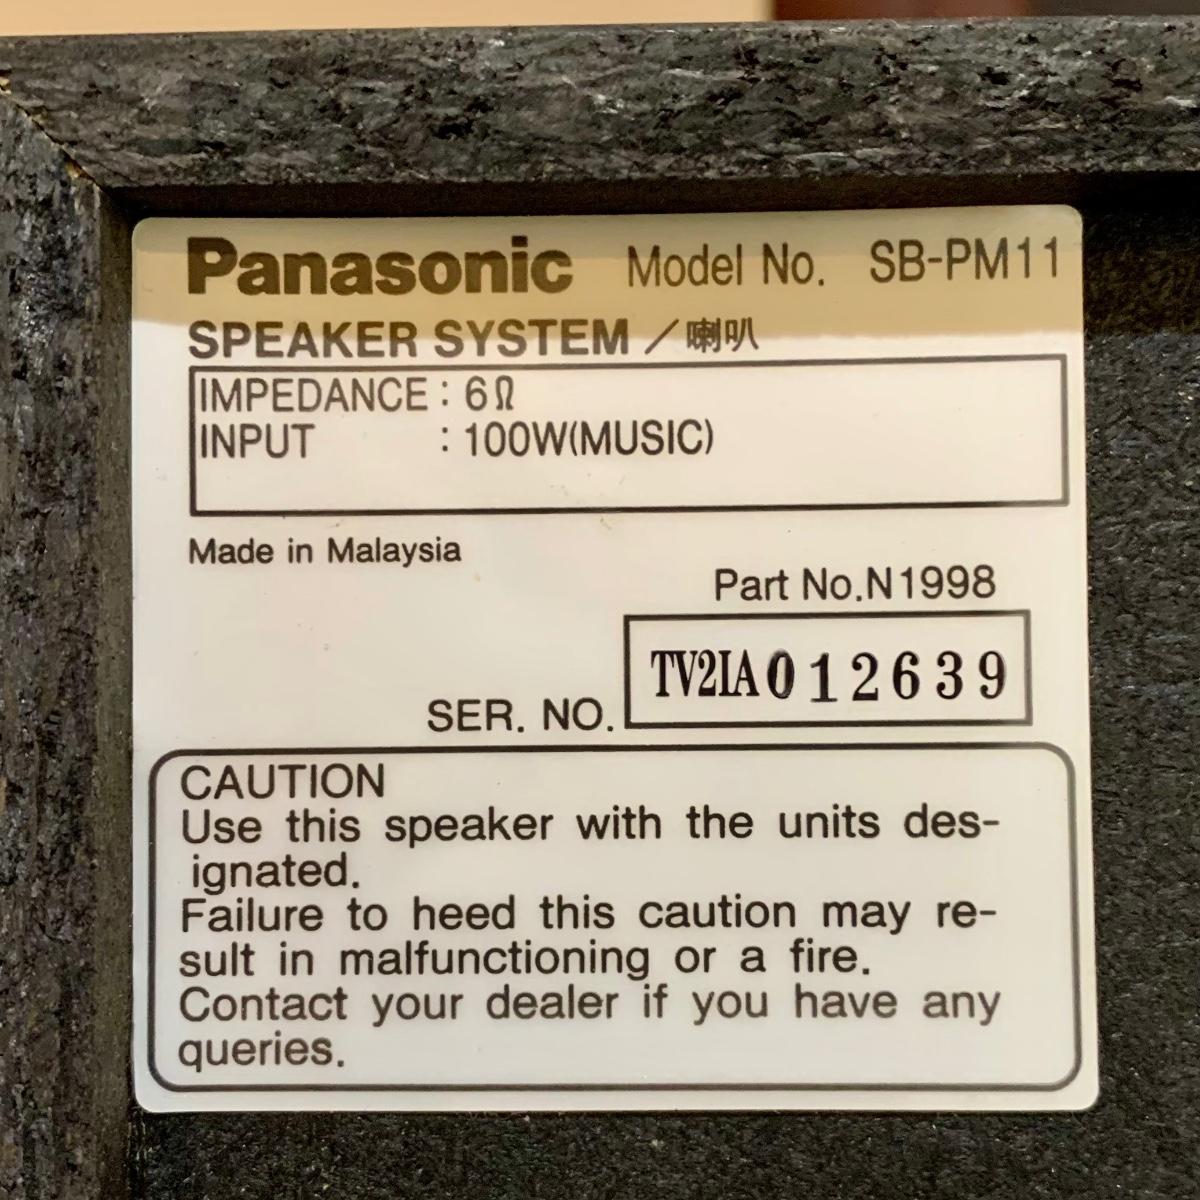 Panasonic Model No. SB-PM11
SPEAKER SYSTEM / 喇叭
IMPEDANCE : 6Ω
INPUT : 100W(MUSIC)
Made in Malaysia
Part No.N1998
SER. NO. TV2IA012639
CAUTION
Use this speaker with the units des-
ignated.
Failure to heed this caution may re-
sult in malfunctioning or a fire.
Contact your dealer if you have any
queries.